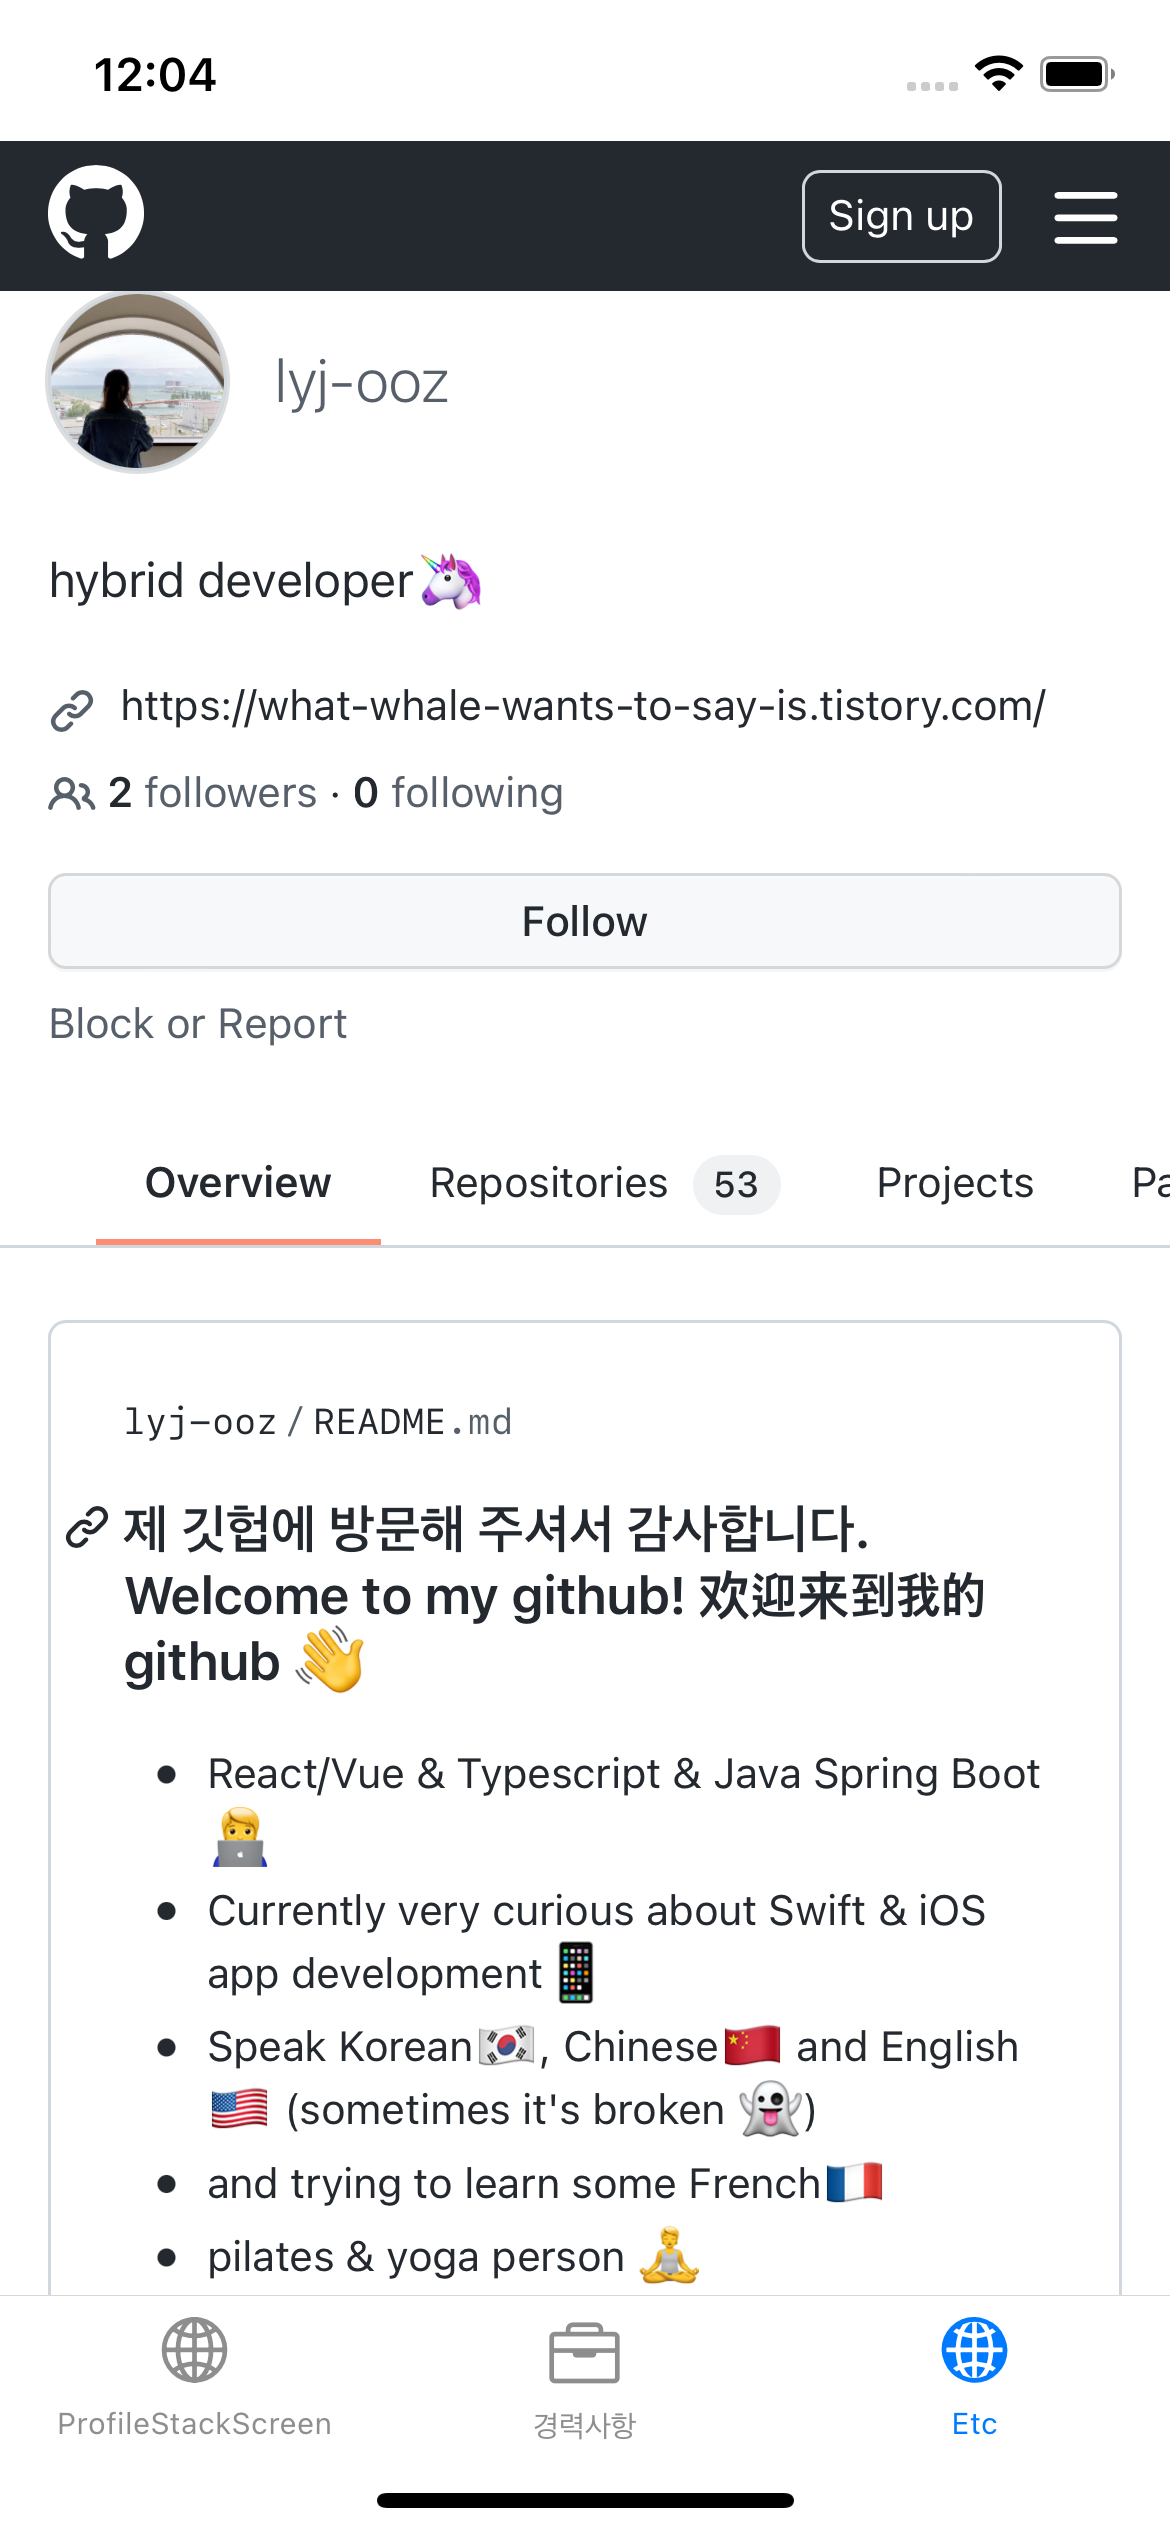 12:04
Sign up
lyj-ooz
hybrid developer🦄
https://what-whale-wants-to-say-is.tistory.com/
2 followers · 0 following
Follow
Block or Report
Overview Repositories 53 Projects Pa
lyj-ooz / README.md
제 깃헙에 방문해 주셔서 감사합니다.
Welcome to my github! 欢迎来到我的
github 👋
React/Vue & Typescript & Java Spring Boot
🧑‍💻
Currently very curious about Swift & iOS
app development📱
Speak Korean🇰🇷, Chinese🇨🇳 and English
🇺🇸 (sometimes it's broken 👻)
and trying to learn some French🇫🇷
pilates & yoga person 🧘
ProfileStackScreen 경력사항 Etc